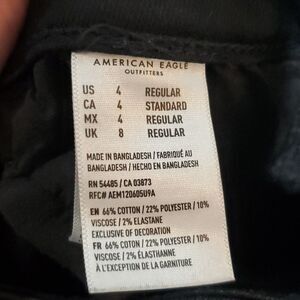 AMERICAN EAGLE
OUTFITTERS
US 4 REGULAR
CA 4 STANDARD
MX 4 REGULAR
UK 8 REGULAR
MADE IN BANGLADESH / FABRIQUÉ AU
BANGLADESH / HECHO EN BANGLADESH
RN 54485 / CA 03873
RFC# AEM120605U9A
EN 66% COTTON / 22% POLYESTER / 10%
VISCOSE / 2% ELASTANE
EXCLUSIVE OF DECORATION
FR 66% COTON / 22% POLYESTER / 10%
VISCOSE / 2% ÉLASTHANNE
À L'EXCEPTION DE LA GARNITURE